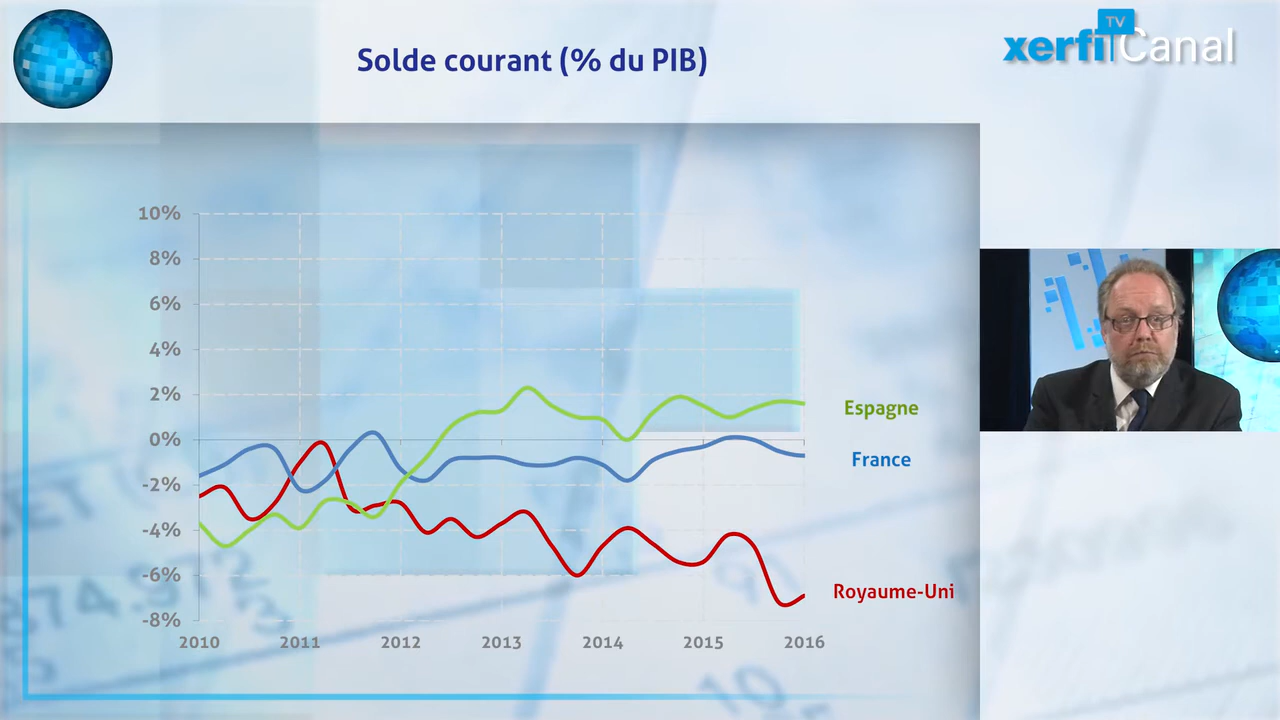 Solde courant (% du PIB)
TV
xerfi Canal
10%
8%
6%
4%
2%
0%
-2%
-4%
-6%
-8%
2010 2011 2012 2013 2014 2015 2016
Espagne
France
Royaume-Uni